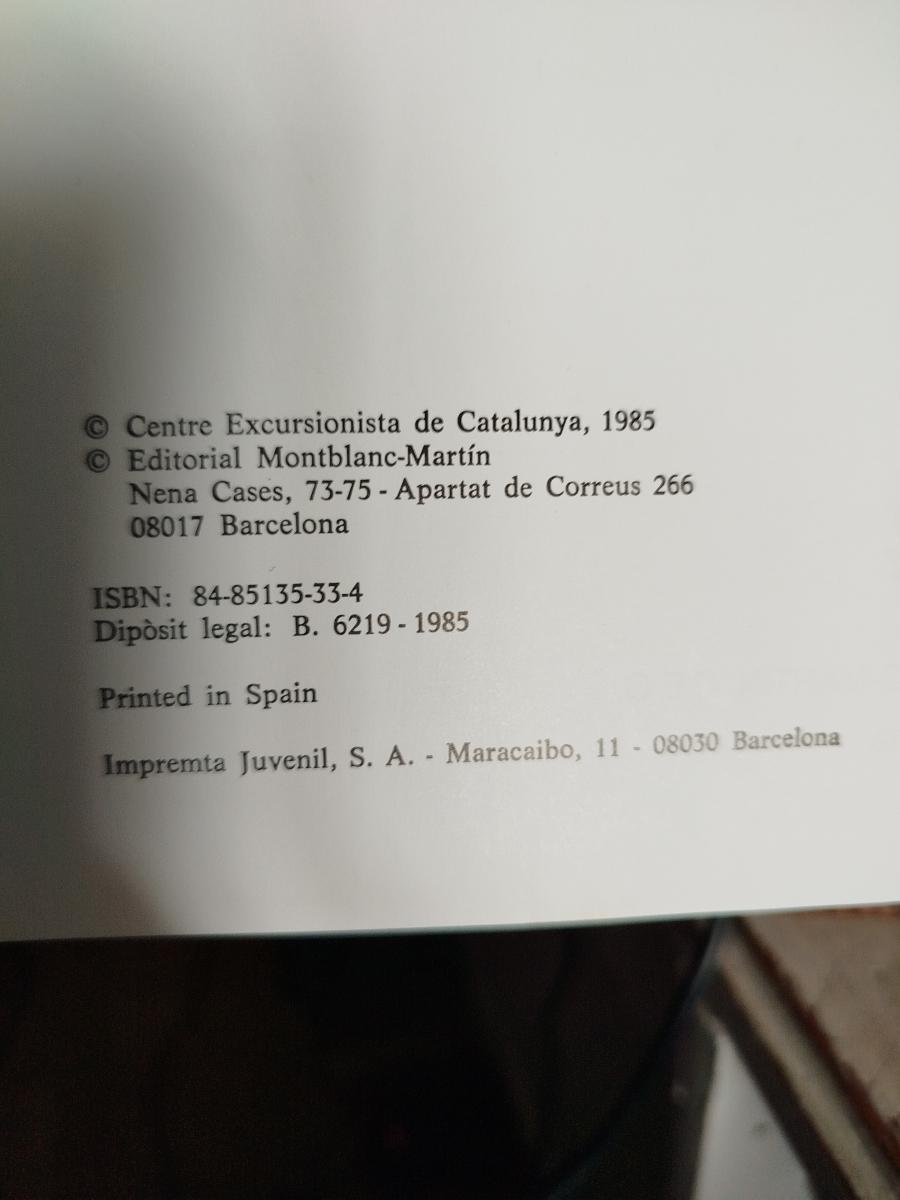 © Centre Excursionista de Catalunya, 1985
© Editorial Montblanc-Martín
Nena Cases, 73-75 - Apartat de Correus 266
08017 Barcelona
ISBN: 84-85135-33-4
Dipòsit legal: B. 6219 - 1985
Printed in Spain
Impremta Juvenil, S. A. - Maracaibo, 11 - 08030 Barcelona